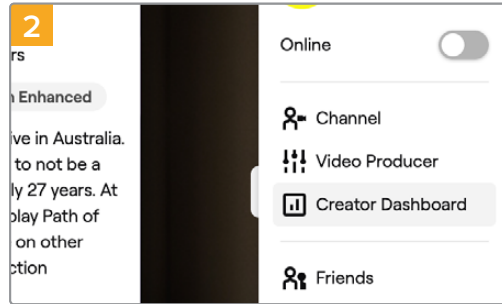 2
rs
Enhanced
ive in Australia.
to not be a
ly 27 years. At
olay Path of
on other
ction
Online
Channel
Video Producer
Creator Dashboard
Friends